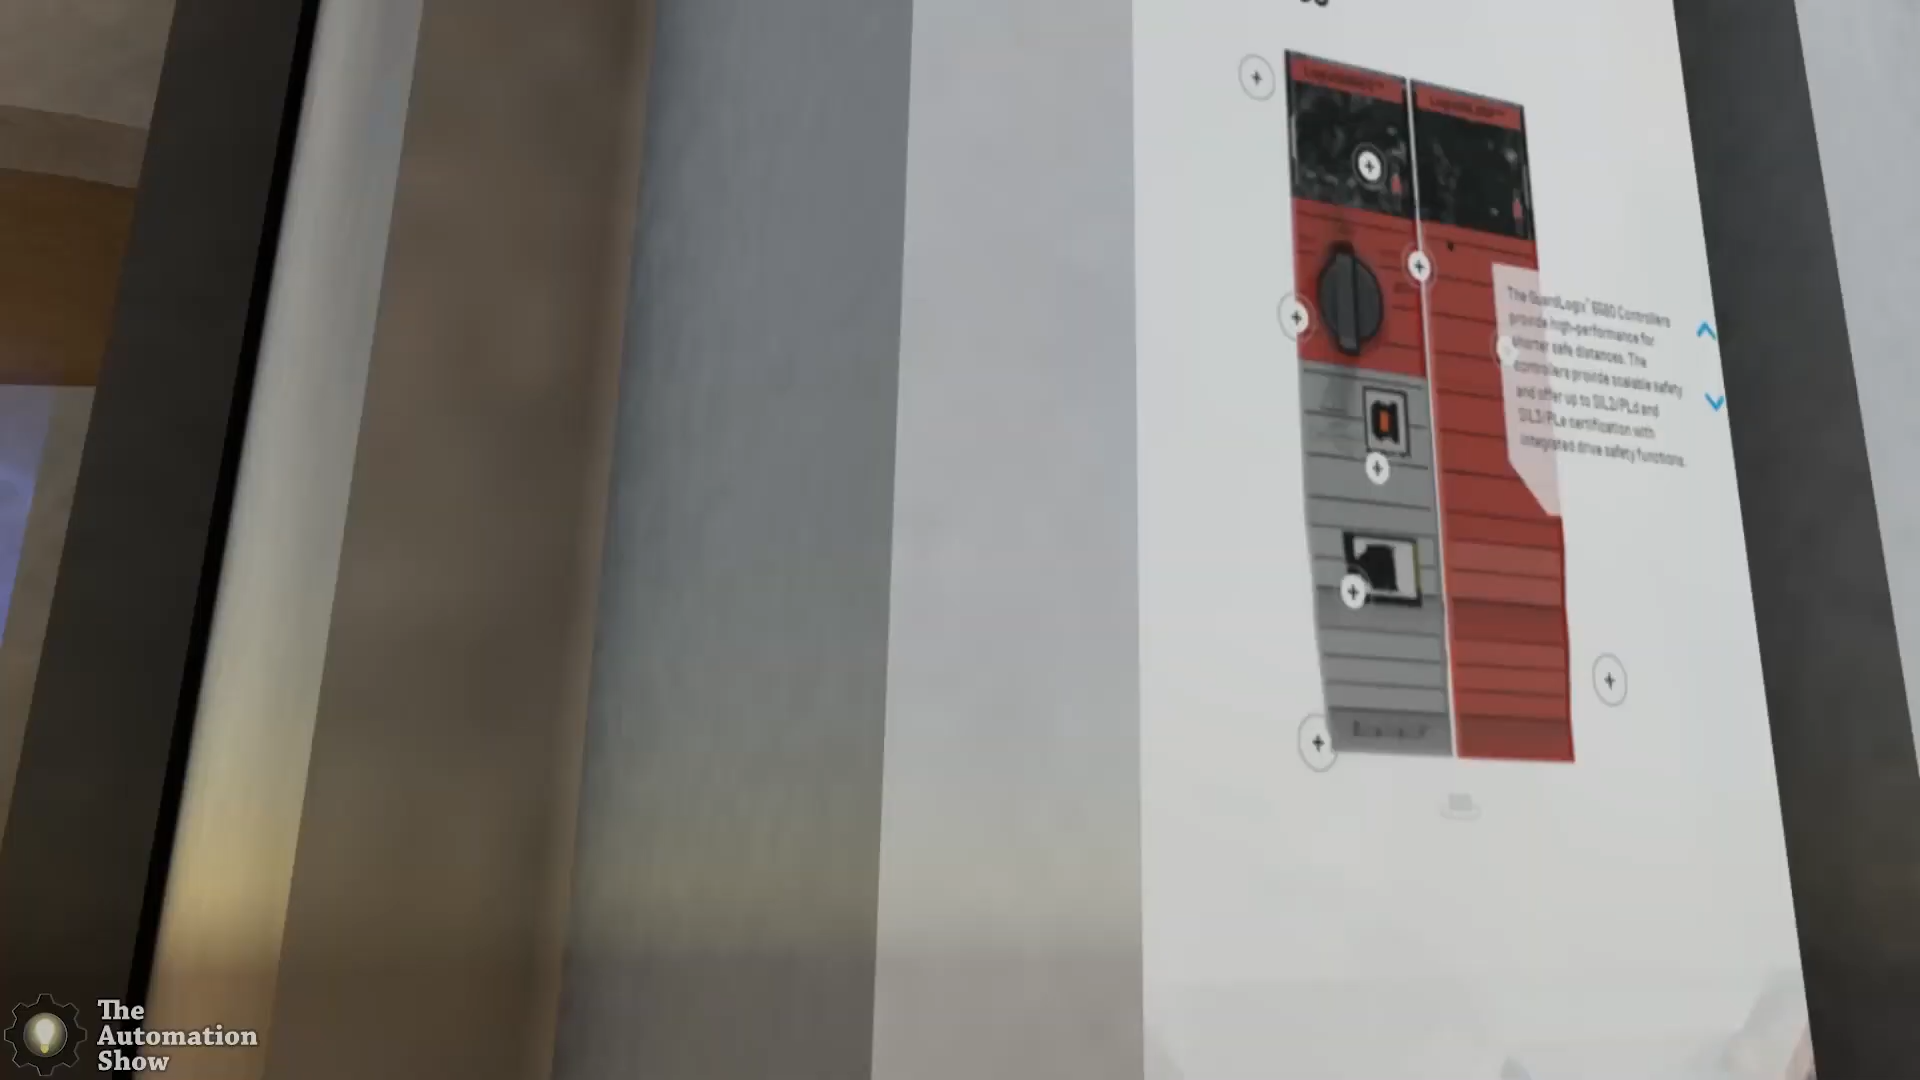 The GuardLogix™ 5580 Controllers
provide high-performance for
shorter safe distances. The
controllers provide scalable safety
and offer up to SIL2/PLd and
SIL3/PLe certification with
integrated drive safety functions.
The
Automation
Show